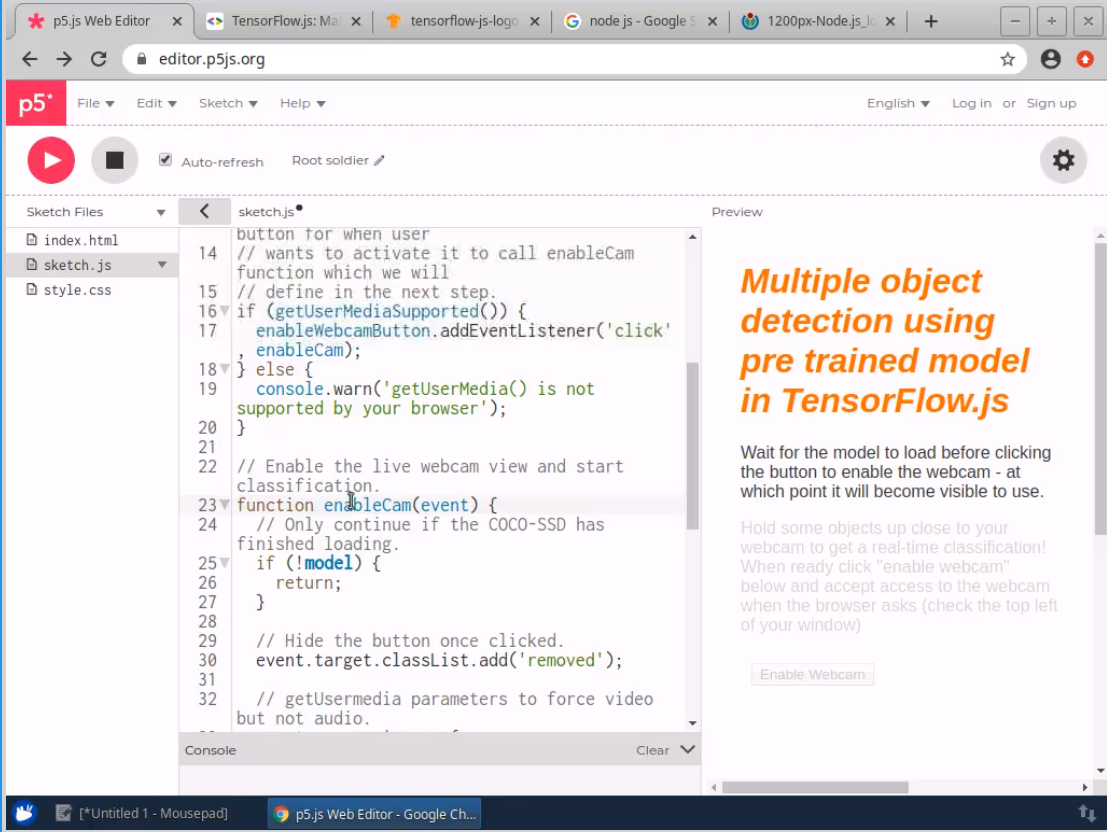 p5.js Web Editor
TensorFlow.js: Ma
tensorflow-js-logo
node js - Google S
1200px-Node.js_lo
editor.p5js.org
p5*
File
Edit
Sketch
Help
English
Log in or Sign up
Auto-refresh
Root soldier
Sketch Files
sketch.js
Preview
index.html
sketch.js
style.css
button for when user
14 // wants to activate it to call enableCam
function which we will
15 // define in the next step.
16 if (getUserMediaSupported()) {
17 enableWebcamButton.addEventListener('click'
, enableCam);
18 } else {
19 console.warn('getUserMedia() is not
supported by your browser');
20 }
21
22 // Enable the live webcam view and start
classification.
23 function enableCam(event) {
24 // Only continue if the COCO-SSD has
finished loading.
25 if (!model) {
26 return;
27 }
28
29 // Hide the button once clicked.
30 event.target.classList.add('removed');
31
32 // getUsermedia parameters to force video
but not audio.
Console
Clear
Multiple object
detection using
pre trained model
in TensorFlow.js
Wait for the model to load before clicking
the button to enable the webcam - at
which point it will become visible to use.
Hold some objects up close to your
webcam to get a real-time classification!
When ready click "enable webcam"
below and accept access to the webcam
when the browser asks (check the top left
of your window)
Enable Webcam
[*Untitled 1 - Mousepad]
p5.js Web Editor - Google Ch...